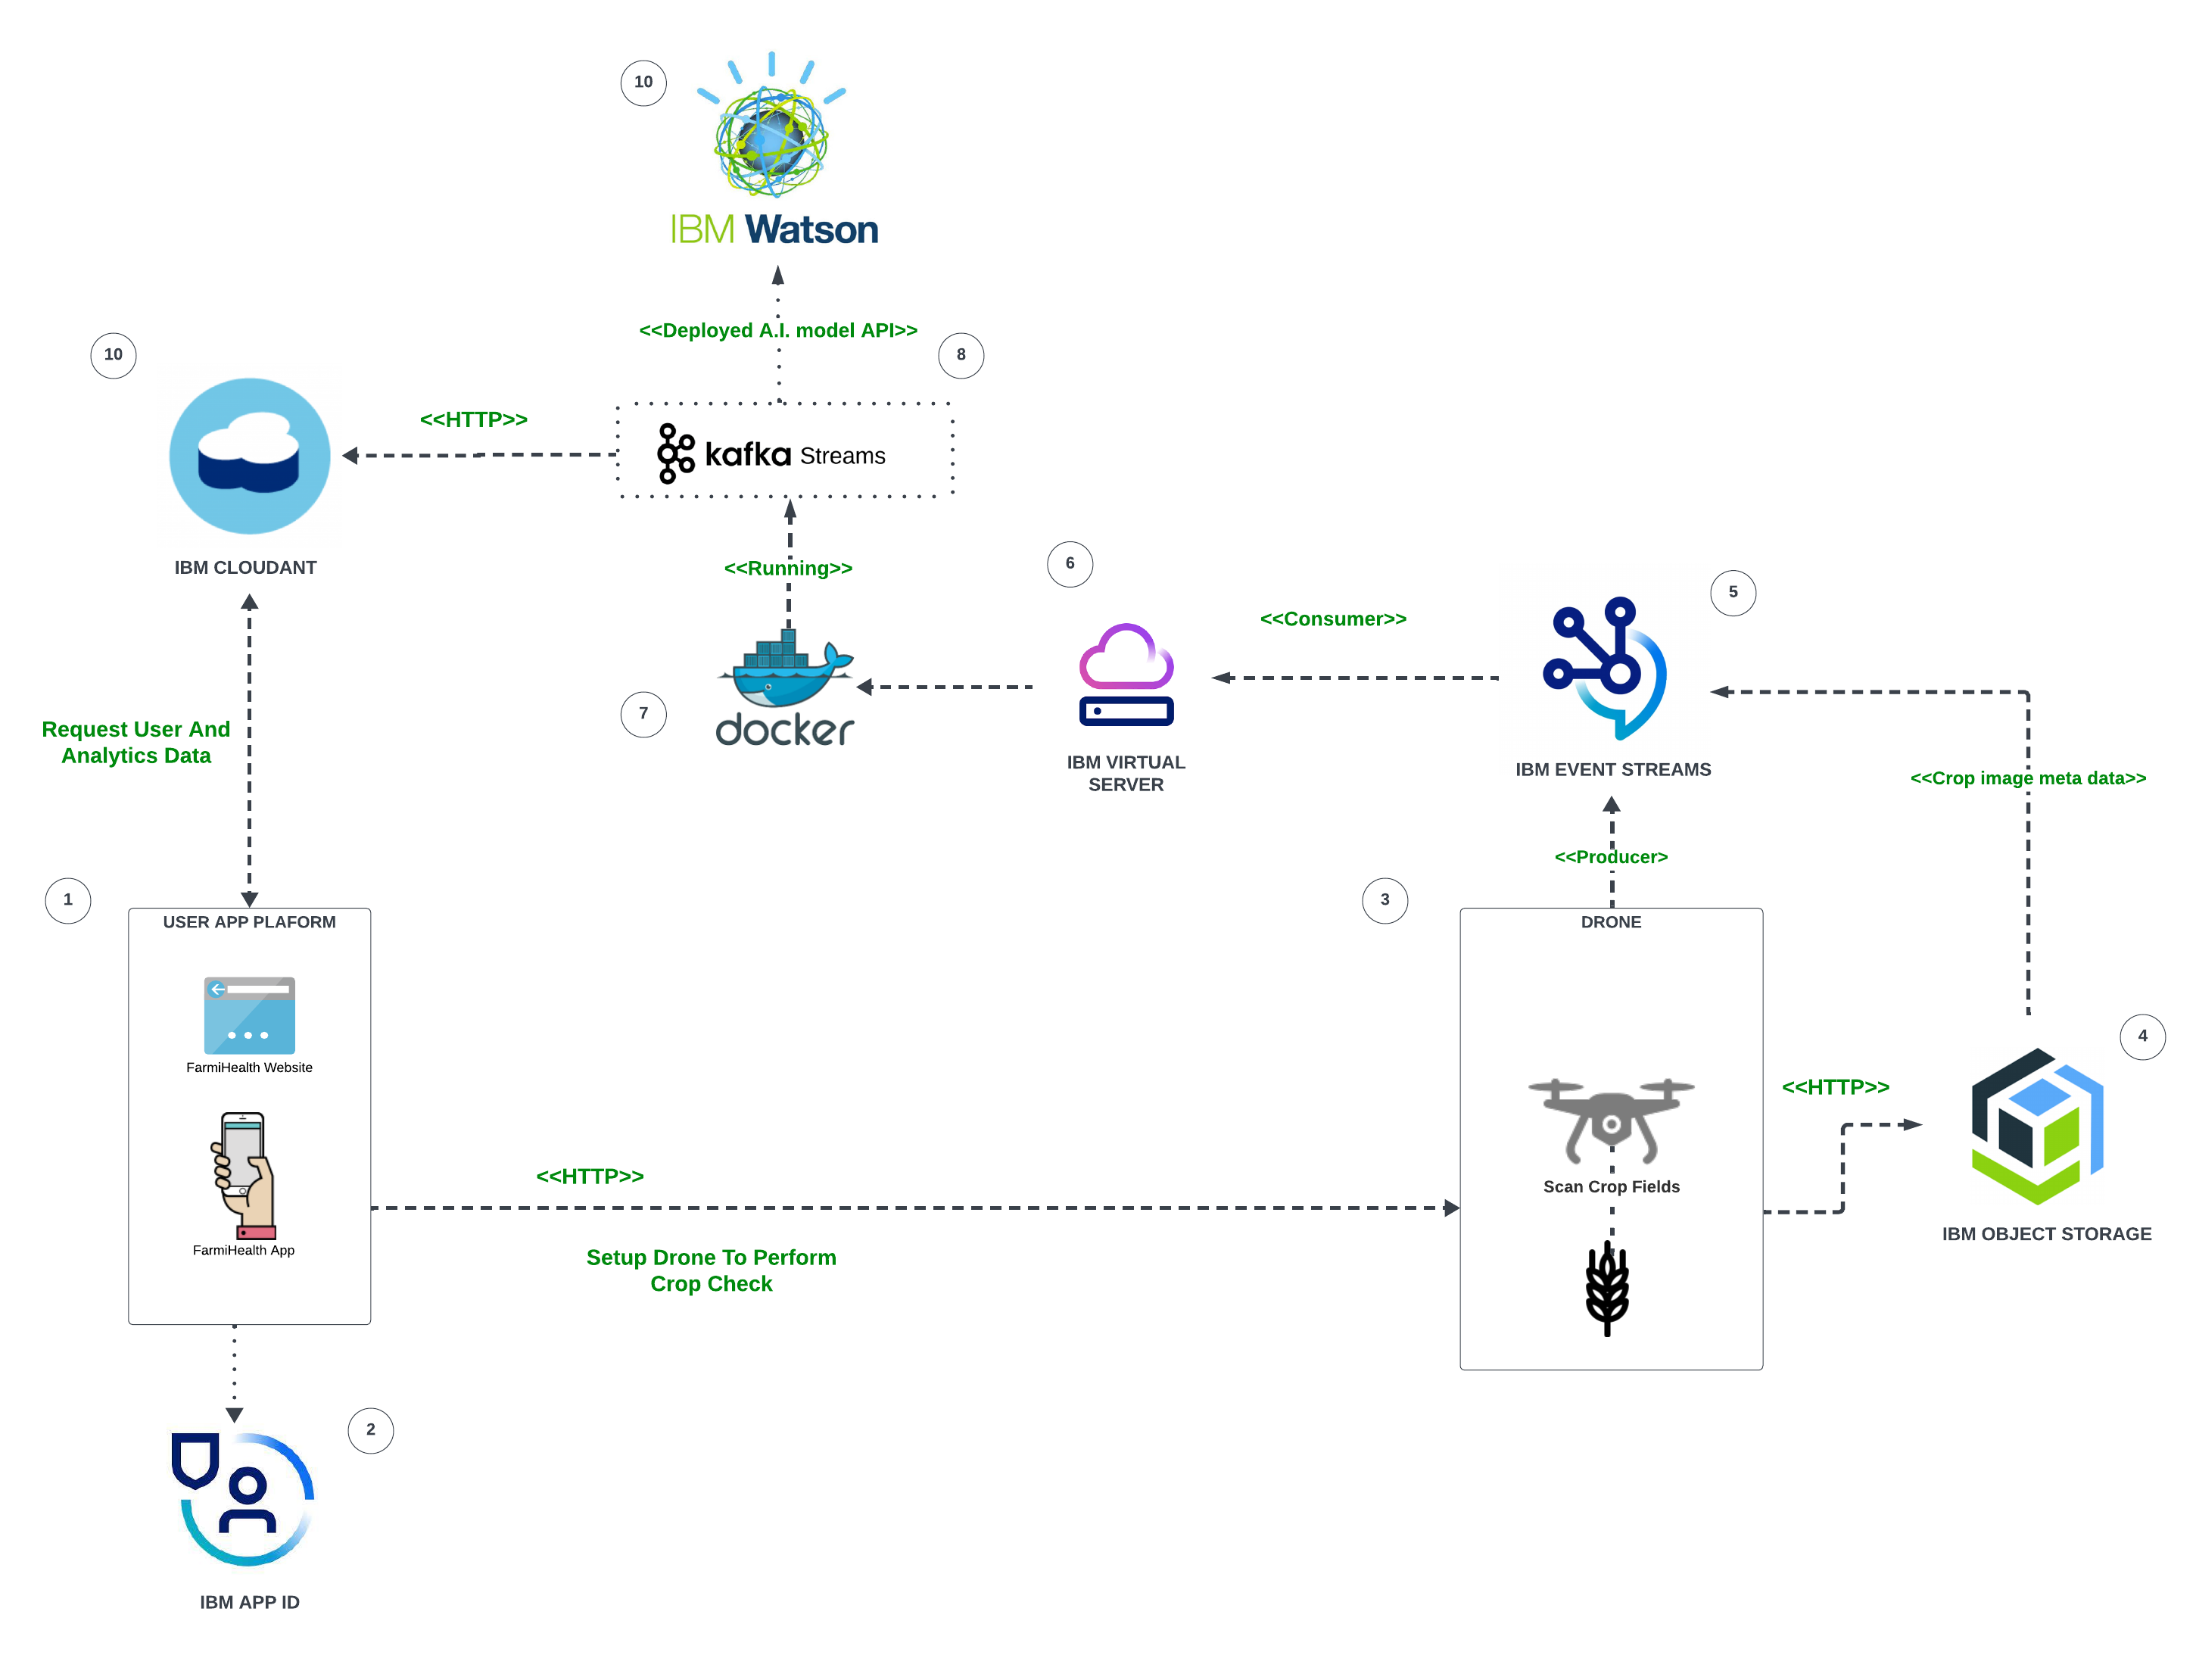 10
IBM Watson
<<Deployed A.I. model API>>
10
8
<<HTTP>>
kafka Streams
IBM CLOUDANT
<<Running>>
6
5
<<Consumer>>
7
docker
IBM VIRTUAL
SERVER
IBM EVENT STREAMS
Request User And
Analytics Data
<<Crop image meta data>>
<<Producer>
1
3
USER APP PLAFORM
DRONE
FarmiHealth Website
4
<<HTTP>>
<<HTTP>>
Scan Crop Fields
IBM OBJECT STORAGE
FarmiHealth App
Setup Drone To Perform
Crop Check
2
IBM APP ID